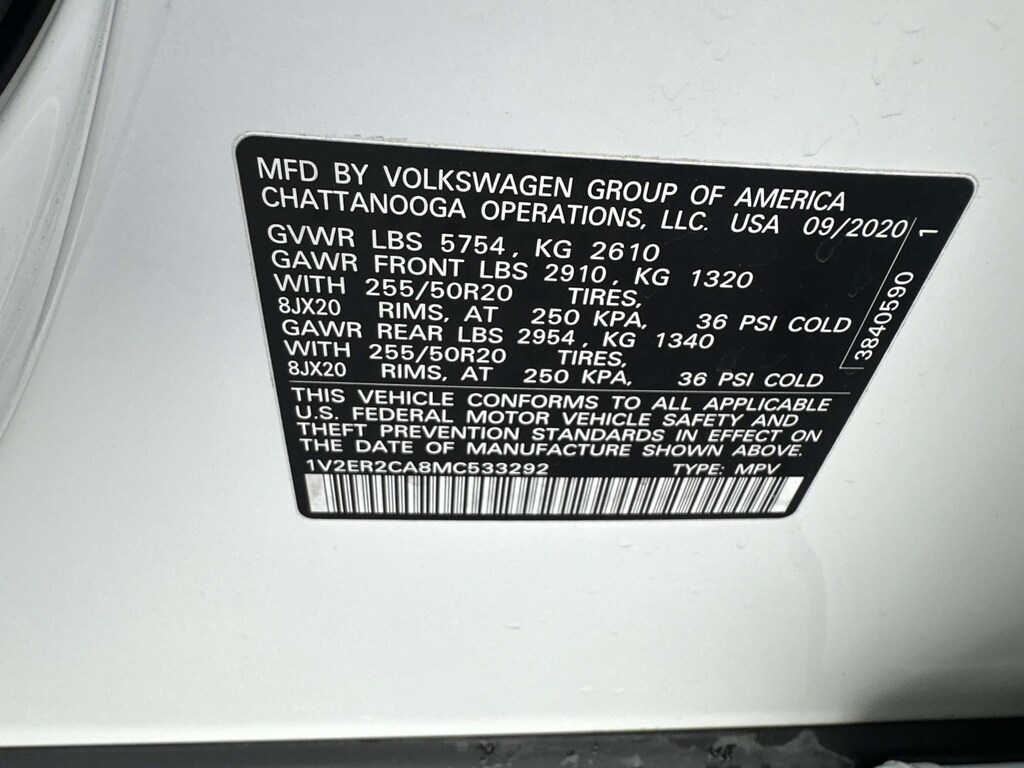 MFD BY VOLKSWAGEN GROUP OF AMERICA
CHATTANOOGA OPERATIONS, LLC. USA 09/2020
GVWR LBS 5754, KG 2610
GAWR FRONT LBS 2910, KG 1320
WITH 255/50R20 TIRES,
8JX20 RIMS, AT 250 KPA, 36 PSI COLD
GAWR REAR LBS 2954, KG 1340
WITH 255/50R20 TIRES,
8JX20 RIMS, AT 250 KPA, 36 PSI COLD
THIS VEHICLE CONFORMS TO ALL APPLICABLE
U.S. FEDERAL MOTOR VEHICLE SAFETY AND
THEFT PREVENTION STANDARDS IN EFFECT ON
THE DATE OF MANUFACTURE SHOWN ABOVE.
1V2ER2CA8MC533292 TYPE: MPV
3840590 1